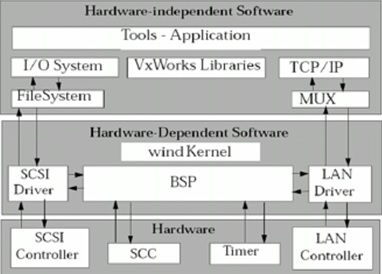 Hardware-independent Software
Tools - Application
I/O System
VxWorks Libraries
TCP/IP
FileSystem
MUX
Hardware-Dependent Software
wind Kernel
SCSI
Driver
BSP
LAN
Driver
Hardware
SCSI
Controller
SCC
Timer
LAN
Controller